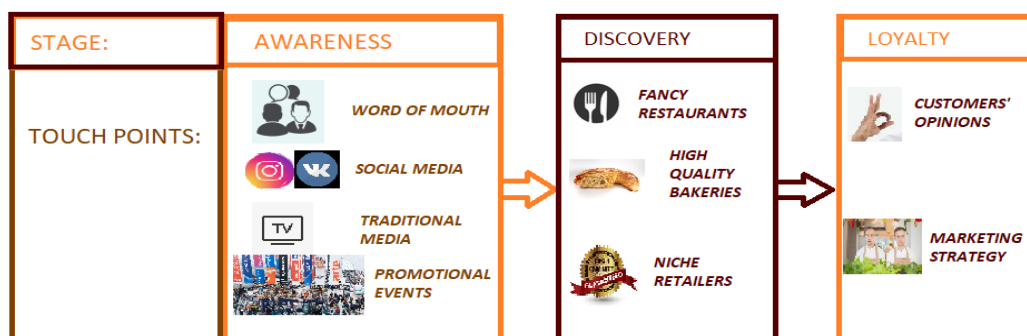 STAGE:
AWARENESS
DISCOVERY
LOYALTY
TOUCH POINTS:
WORD OF MOUTH
SOCIAL MEDIA
TV
TRADITIONAL
MEDIA
PROMOTIONAL
EVENTS
FANCY
RESTAURANTS
HIGH
QUALITY
BAKERIES
NICHE
RETAILERS
CUSTOMERS'
OPINIONS
MARKETING
STRATEGY